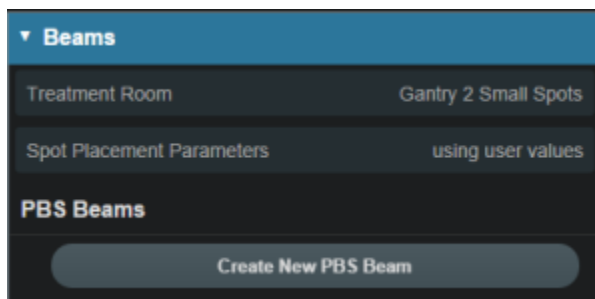 Beams
Treatment Room Gantry 2 Small Spots
Spot Placement Parameters using user values
PBS Beams
Create New PBS Beam